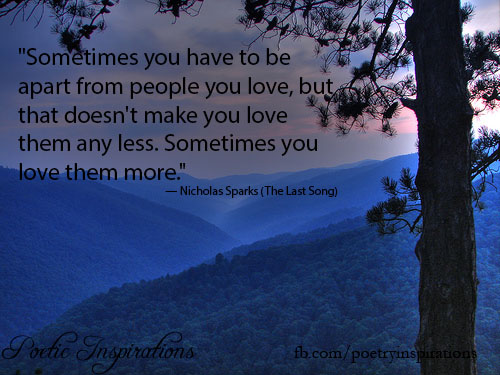 "Sometimes you have to be
apart from people you love, but
that doesn't make you love
them any less. Sometimes you
love them more."
— Nicholas Sparks (The Last Song)
Poetic Inspirations
fb.com/poetryinspirations